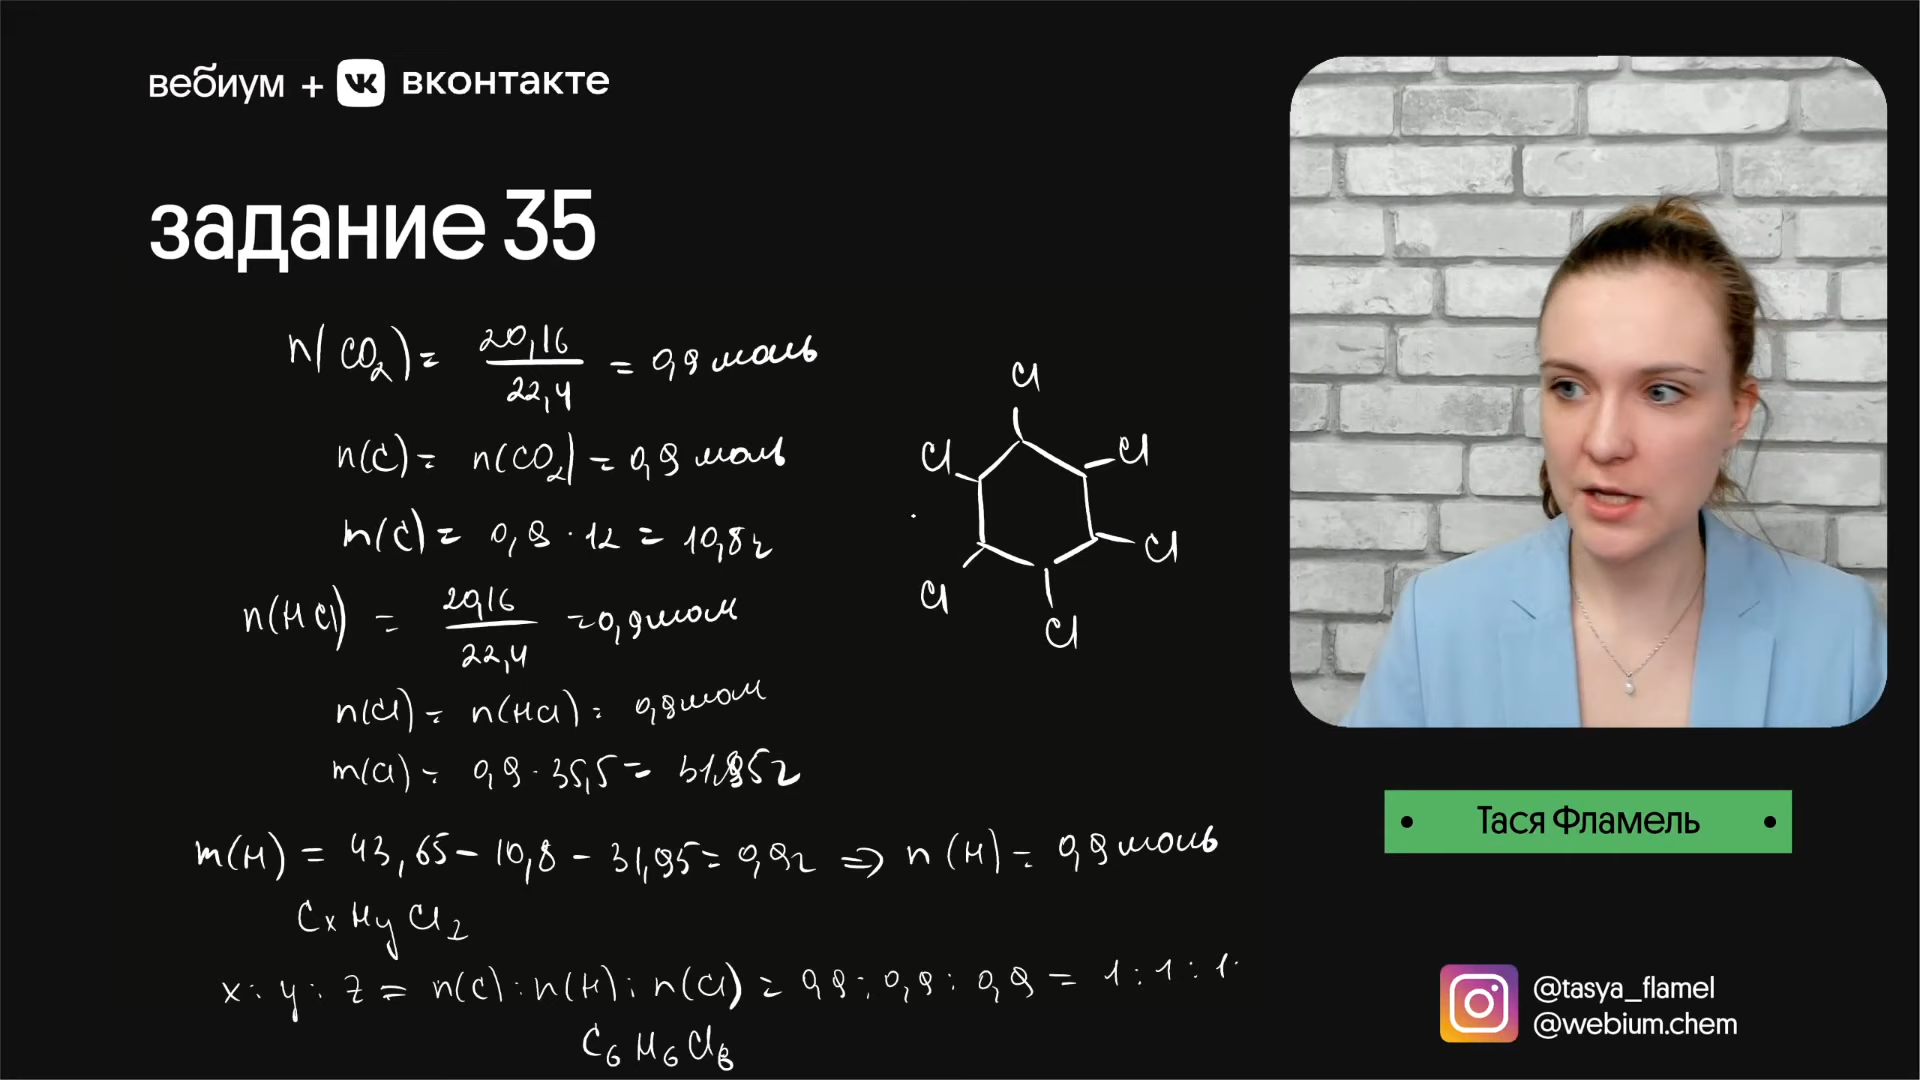 вебиум + вконтакте
задание 35
n(CO2) = 20,16 / 22,4 = 0,9 моль
n(C) = n(CO2) = 0,9 моль
m(C) = 0,9 · 12 = 10,8 г
n(HCl) = 20,16 / 22,4 = 0,9 моль
n(Cl) = n(HCl) = 0,9 моль
m(Cl) = 0,9 · 35,5 = 31,95 г
m(H) = 43,65 - 10,8 - 31,95 = 0,9 г => n(H) = 0,9 моль
CxHyClz
x : y : z = n(C) : n(H) : n(Cl) = 0,9 : 0,9 : 0,9 = 1 : 1 : 1
C6H6Cl6
Cl
Cl Cl
Cl
Cl
Cl
Тася Фламель
@tasya_flamel
@webium.chem